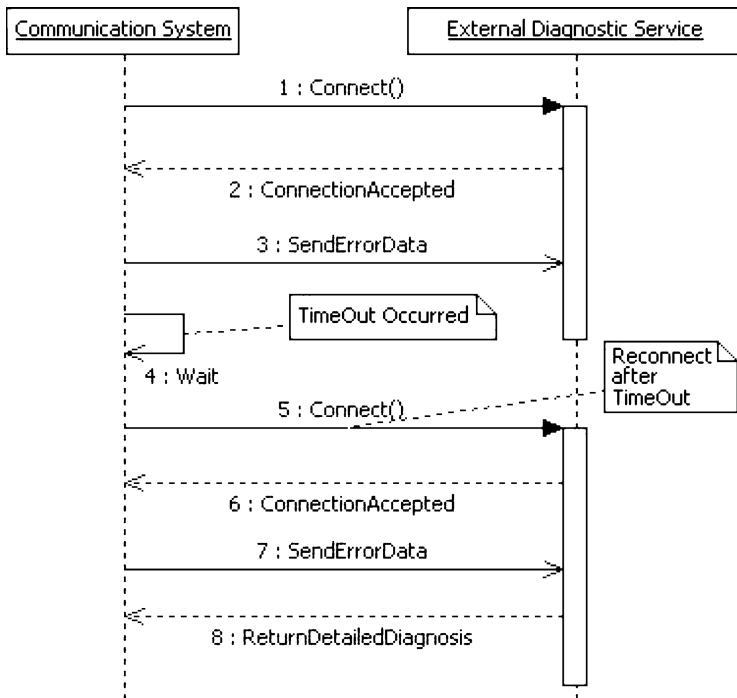 Communication System
External Diagnostic Service
1 : Connect()
2 : ConnectionAccepted
3 : SendErrorData
TimeOut Occurred
4 : Wait
Reconnect
after
TimeOut
5 : Connect()
6 : ConnectionAccepted
7 : SendErrorData
8 : ReturnDetailedDiagnosis